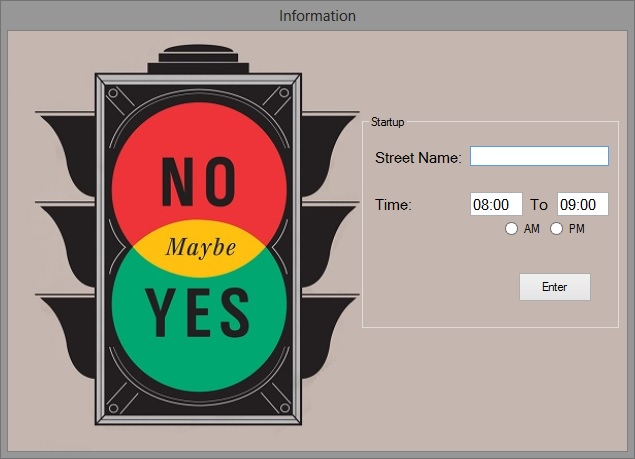 Information
NO
Maybe
YES
Startup
Street Name:
Time: 08:00 To 09:00
AM PM
Enter